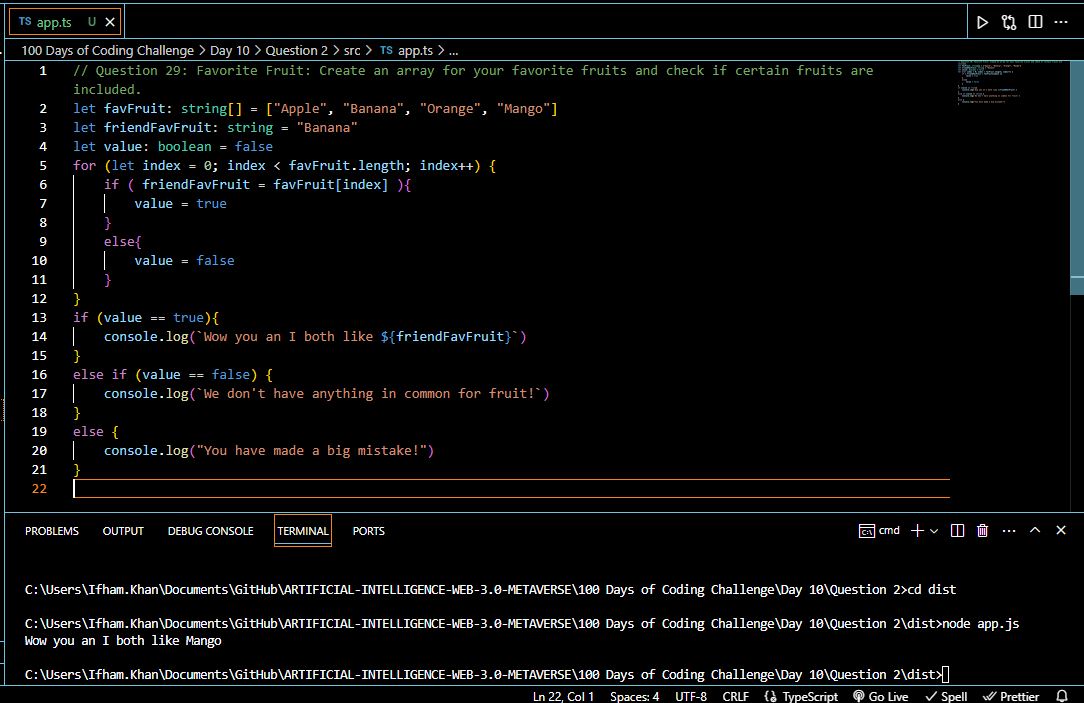 TS app.ts U
100 Days of Coding Challenge > Day 10 > Question 2 > src > TS app.ts > ...
1 // Question 29: Favorite Fruit: Create an array for your favorite fruits and check if certain fruits are
included.
2 let favFruit: string[] = ["Apple", "Banana", "Orange", "Mango"]
3 let friendFavFruit: string = "Banana"
4 let value: boolean = false
5 for (let index = 0; index < favFruit.length; index++) {
6 if ( friendFavFruit = favFruit[index] ){
7 value = true
8 }
9 else{
10 value = false
11 }
12 }
13 if (value == true){
14 console.log(`Wow you an I both like ${friendFavFruit}`)
15 }
16 else if (value == false) {
17 console.log(`We don't have anything in common for fruit!`)
18 }
19 else {
20 console.log("You have made a big mistake!")
21 }
22
PROBLEMS OUTPUT DEBUG CONSOLE TERMINAL PORTS cmd
C:\Users\Ifham.Khan\Documents\GitHub\ARTIFICIAL-INTELLIGENCE-WEB-3.0-METAVERSE\100 Days of Coding Challenge\Day 10\Question 2>cd dist
C:\Users\Ifham.Khan\Documents\GitHub\ARTIFICIAL-INTELLIGENCE-WEB-3.0-METAVERSE\100 Days of Coding Challenge\Day 10\Question 2\dist>node app.js
Wow you an I both like Mango
C:\Users\Ifham.Khan\Documents\GitHub\ARTIFICIAL-INTELLIGENCE-WEB-3.0-METAVERSE\100 Days of Coding Challenge\Day 10\Question 2\dist>
Ln 22, Col 1 Spaces: 4 UTF-8 CRLF {} TypeScript Go Live Spell Prettier